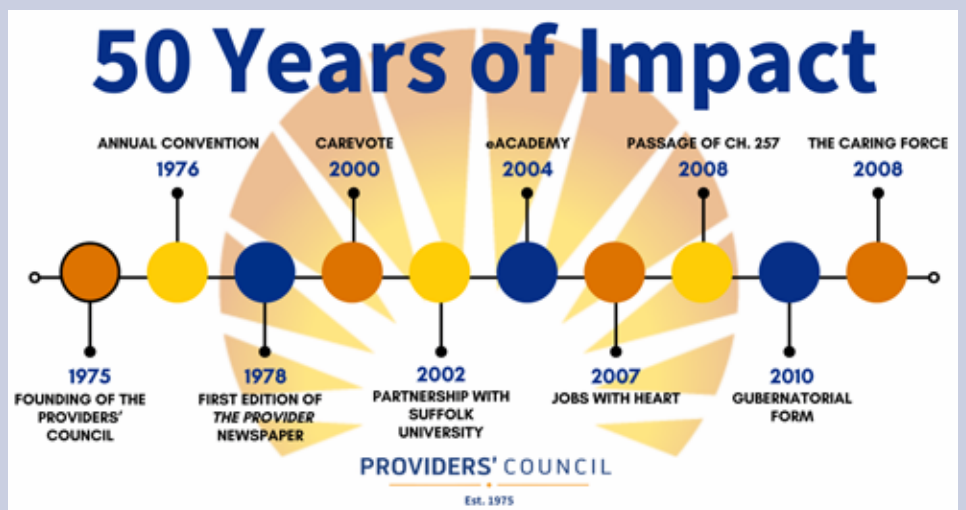 50 Years of Impact
ANNUAL CONVENTION
1976
CAREVOTE
2000
eACADEMY
2004
PASSAGE OF CH. 257
2008
THE CARING FORCE
2008
1975
FOUNDING OF THE
PROVIDERS'
COUNCIL
1978
FIRST EDITION OF
THE PROVIDER
NEWSPAPER
2002
PARTNERSHIP WITH
SUFFOLK
UNIVERSITY
2007
JOBS WITH HEART
2010
GUBERNATORIAL
FORM
PROVIDERS' COUNCIL
Est. 1975